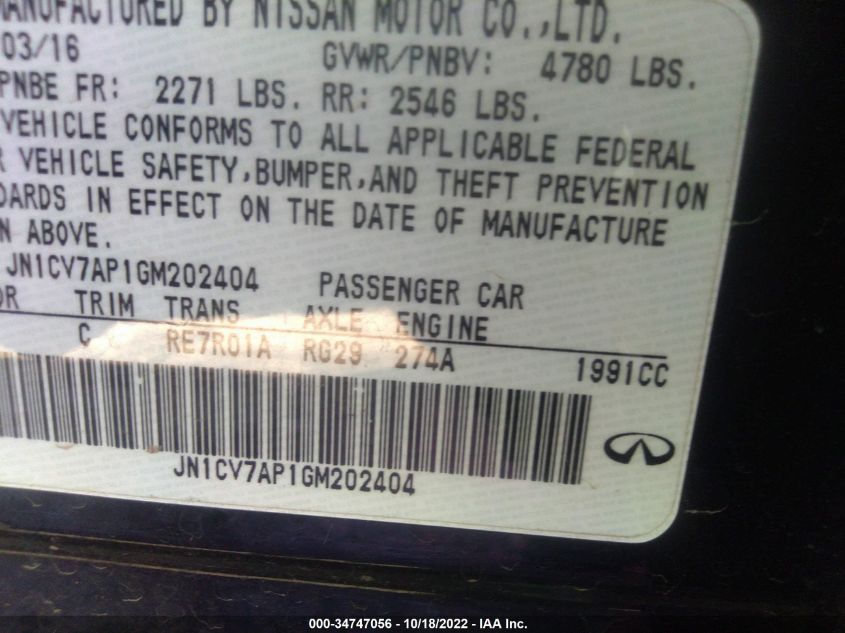 MANUFACTURED BY NISSAN MOTOR CO.,LTD.
03/16 GVWR/PNBV: 4780 LBS.
PNBE FR: 2271 LBS. RR: 2546 LBS.
VEHICLE CONFORMS TO ALL APPLICABLE FEDERAL
R VEHICLE SAFETY,BUMPER,AND THEFT PREVENTION
DARDS IN EFFECT ON THE DATE OF MANUFACTURE
N ABOVE.
JN1CV7AP1GM202404 PASSENGER CAR
OR TRIM TRANS AXLE ENGINE
C RE7R01A RG29 274A 1991CC
JN1CV7AP1GM202404
000-34747056 - 10/18/2022 - IAA Inc.